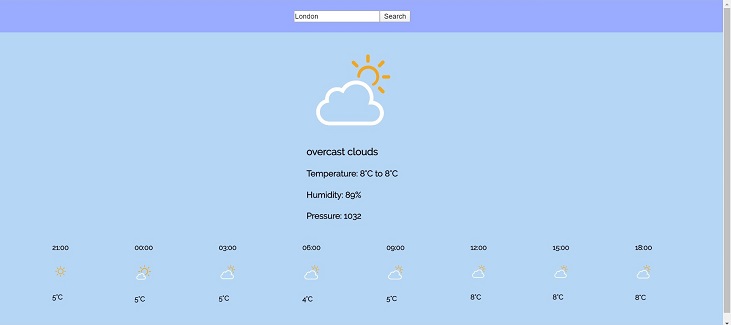 London Search
overcast clouds
Temperature: 8°C to 8°C
Humidity: 89%
Pressure: 1032
21:00 00:00 03:00 06:00 09:00 12:00 15:00 18:00
5°C 5°C 5°C 4°C 5°C 8°C 8°C 8°C